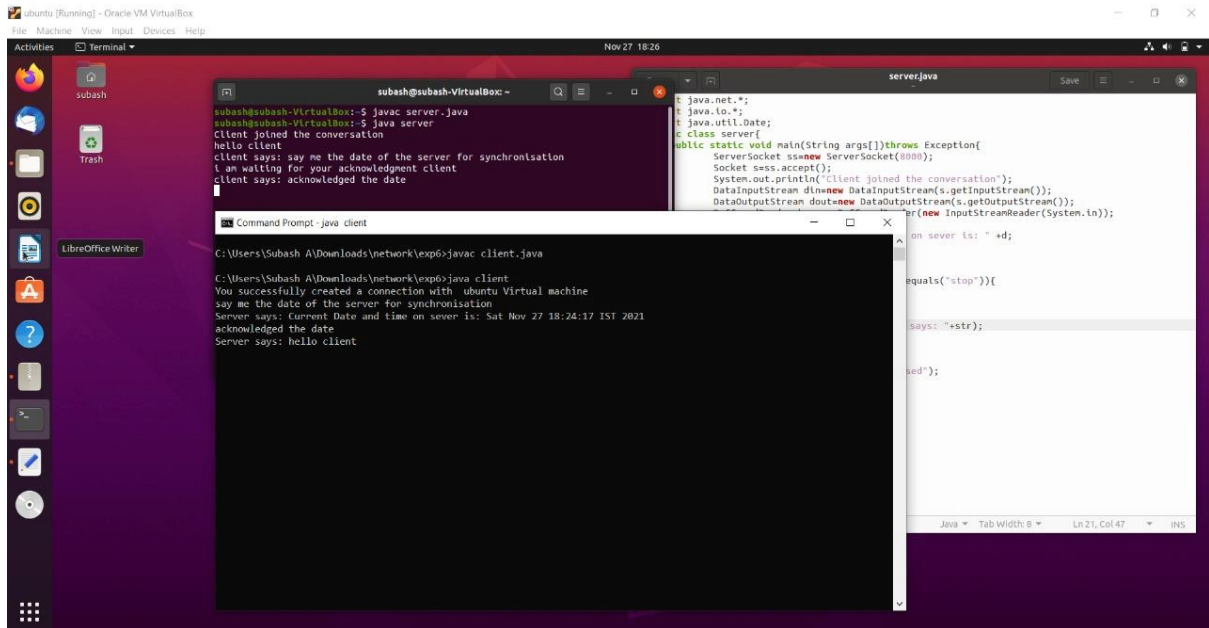 ubuntu [Running] - Oracle VM VirtualBox
File Machine View Input Devices Help
Activities Terminal Nov 27 18:26
subash
Trash
LibreOffice Writer
subash@subash-VirtualBox: ~
subash@subash-VirtualBox:~$ javac server.java
subash@subash-VirtualBox:~$ java server
Client joined the conversation
hello client
client says: say me the date of the server for synchronisation
i am waiting for your acknowledgment client
client says: acknowledged the date
server.java
Save
t java.net.*;
t java.io.*;
t java.util.Date;
c class server{
ublic static void main(String args[])throws Exception{
ServerSocket ss=new ServerSocket(8000);
Socket s=ss.accept();
System.out.println("Client joined the conversation");
DataInputStream din=new DataInputStream(s.getInputStream());
DataOutputStream dout=new DataOutputStream(s.getOutputStream());
er(new InputStreamReader(System.in));
on sever is: " +d;
equals("stop")){
says: "+str);
sed");
Java Tab Width: 8 Ln 21, Col 47 INS
Command Prompt - java client
C:\Users\Subash A\Downloads\network\exp6>javac client.java
C:\Users\Subash A\Downloads\network\exp6>java client
You successfully created a connection with ubuntu Virtual machine
say me the date of the server for synchronisation
Server says: Current Date and time on sever is: Sat Nov 27 18:24:17 IST 2021
acknowledged the date
Server says: hello client